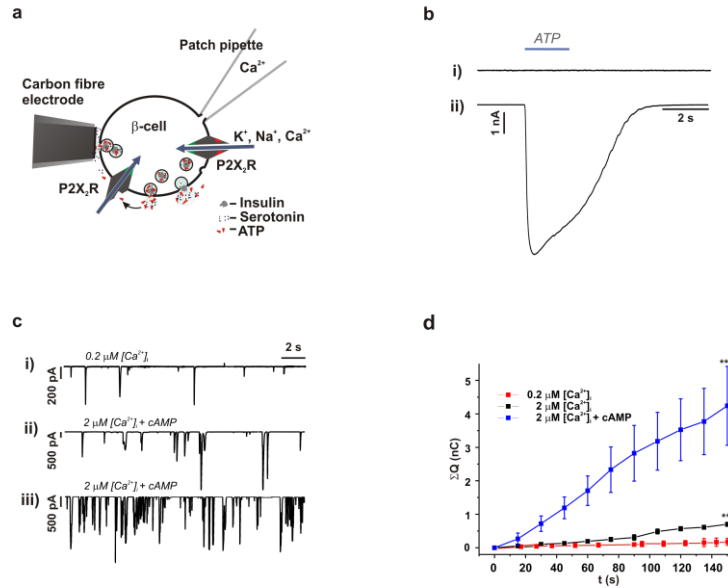 a
Patch pipette
Ca²⁺
Carbon fibre
electrode
β-cell
K⁺, Na⁺, Ca²⁺
P2X₂R
P2X₂R
Insulin
Serotonin
ATP
b
ATP
i)
ii)
1 nA
2 s
c
2 s
0.2 µM [Ca²⁺]ᵢ
i)
200 pA
2 µM [Ca²⁺]ᵢ + cAMP
ii)
500 pA
2 µM [Ca²⁺]ᵢ + cAMP
iii)
500 pA
d
**
5
0.2 µM [Ca²⁺]ᵢ
2 µM [Ca²⁺]ᵢ
2 µM [Ca²⁺]ᵢ + cAMP
4
3
2
1
**
0
ΣQ (nC)
0 20 40 60 80 100 120 140
t (s)